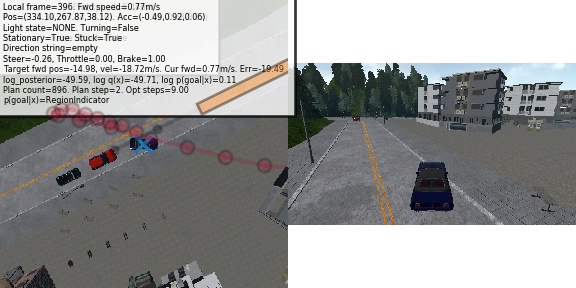 Local frame=396. Fwd speed=0.77m/s
Pos=(334.10,267.87,38.12). Acc=(-0.49,0.92,0.06)
Light state=NONE. Turning=False
Stationary=True. Stuck=True
Direction string=empty
Steer=-0.26, Throttle=0.00, Brake=1.00
Target fwd pos=-14.98, vel=-18.72m/s. Cur fwd=0.77m/s. Err=-19.49
log_posterior=-49.59, log q(x)=-49.71, log p(goal|x)=0.11
Plan count=896. Plan step=2. Opt steps=9.00
p(goal|x)=RegionIndicator